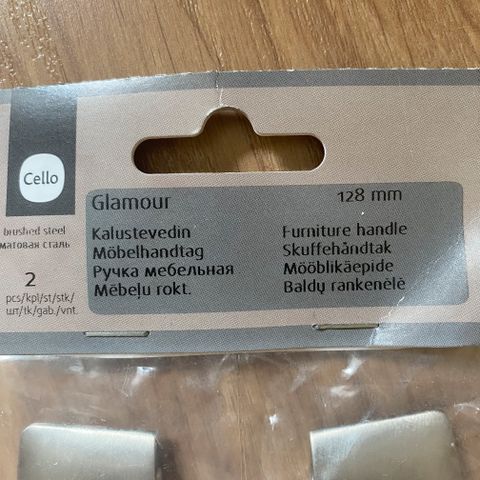 Cello
brushed steel
матовая сталь
2
pcs/kpl/st/stk/
шт/tk/gab./vnt.
Glamour 128 mm
Kalustevedin
Möbelhandtag
Ручка мебельная
Mēbeļu rokt.
Furniture handle
Skuffehåndtak
Mööblikäepide
Baldų rankenėlė